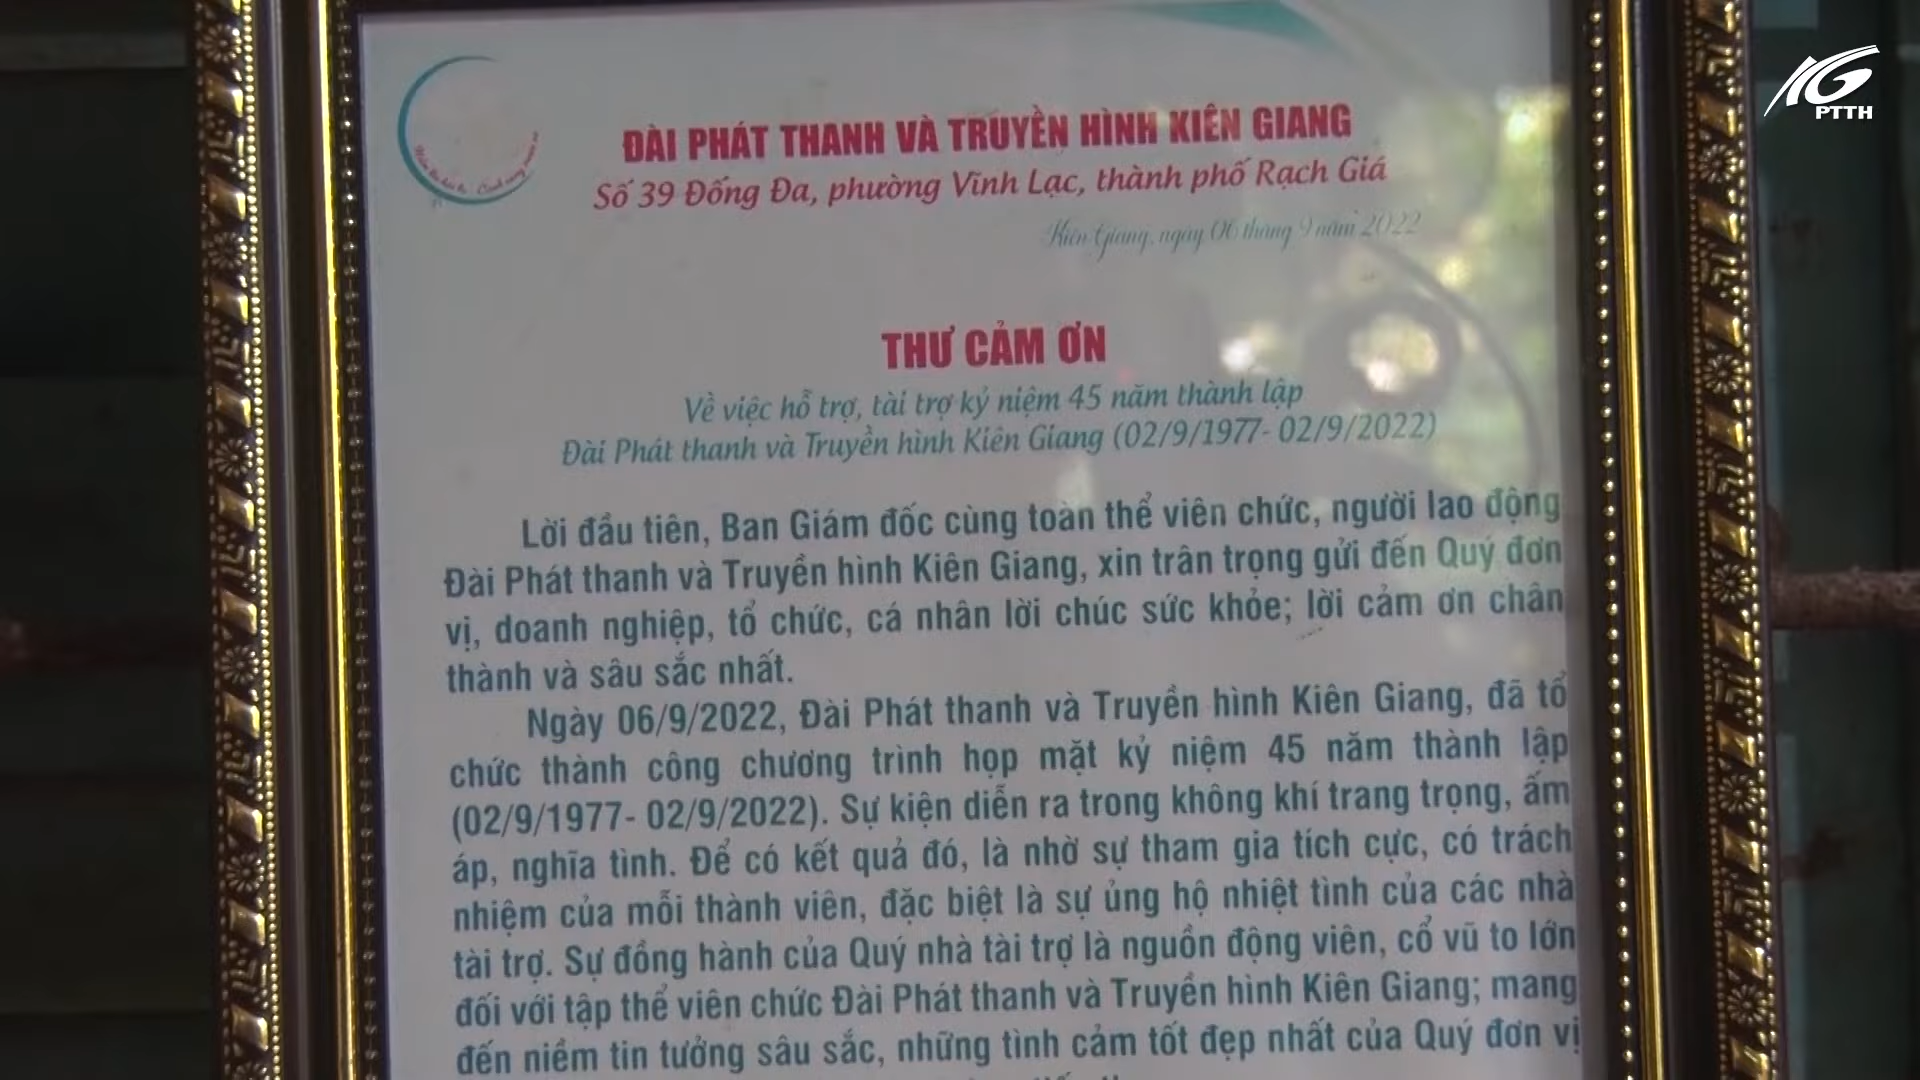 KG
PTTH
ĐÀI PHÁT THANH VÀ TRUYỀN HÌNH KIÊN GIANG
Số 39 Đống Đa, phường Vĩnh Lạc, thành phố Rạch Giá
Kiên Giang, ngày 06 tháng 9 năm 2022
THƯ CẢM ƠN
Về việc hỗ trợ, tài trợ kỷ niệm 45 năm thành lập
Đài Phát thanh và Truyền hình Kiên Giang (02/9/1977- 02/9/2022)
Lời đầu tiên, Ban Giám đốc cùng toàn thể viên chức, người lao động
Đài Phát thanh và Truyền hình Kiên Giang, xin trân trọng gửi đến Quý đơn
vị, doanh nghiệp, tổ chức, cá nhân lời chúc sức khỏe; lời cảm ơn chân
thành và sâu sắc nhất.
Ngày 06/9/2022, Đài Phát thanh và Truyền hình Kiên Giang, đã tổ
chức thành công chương trình họp mặt kỷ niệm 45 năm thành lập
(02/9/1977- 02/9/2022). Sự kiện diễn ra trong không khí trang trọng, ấm
áp, nghĩa tình. Để có kết quả đó, là nhờ sự tham gia tích cực, có trách
nhiệm của mỗi thành viên, đặc biệt là sự ủng hộ nhiệt tình của các nhà
tài trợ. Sự đồng hành của Quý nhà tài trợ là nguồn động viên, cổ vũ to lớn
đối với tập thể viên chức Đài Phát thanh và Truyền hình Kiên Giang; mang
đến niềm tin tưởng sâu sắc, những tình cảm tốt đẹp nhất của Quý đơn vị